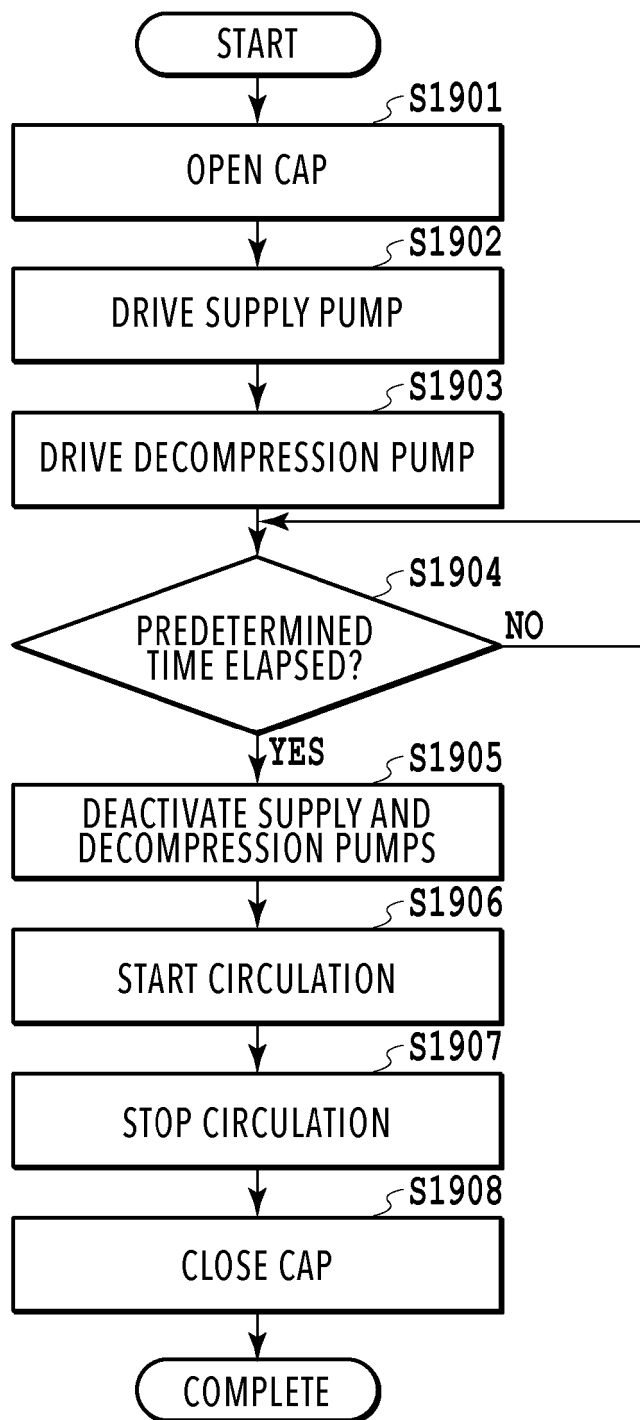 START
S1901
OPEN CAP
S1902
DRIVE SUPPLY PUMP
S1903
DRIVE DECOMPRESSION PUMP
S1904
PREDETERMINED
TIME ELAPSED?
NO
YES
S1905
DEACTIVATE SUPPLY AND
DECOMPRESSION PUMPS
S1906
START CIRCULATION
S1907
STOP CIRCULATION
S1908
CLOSE CAP
COMPLETE